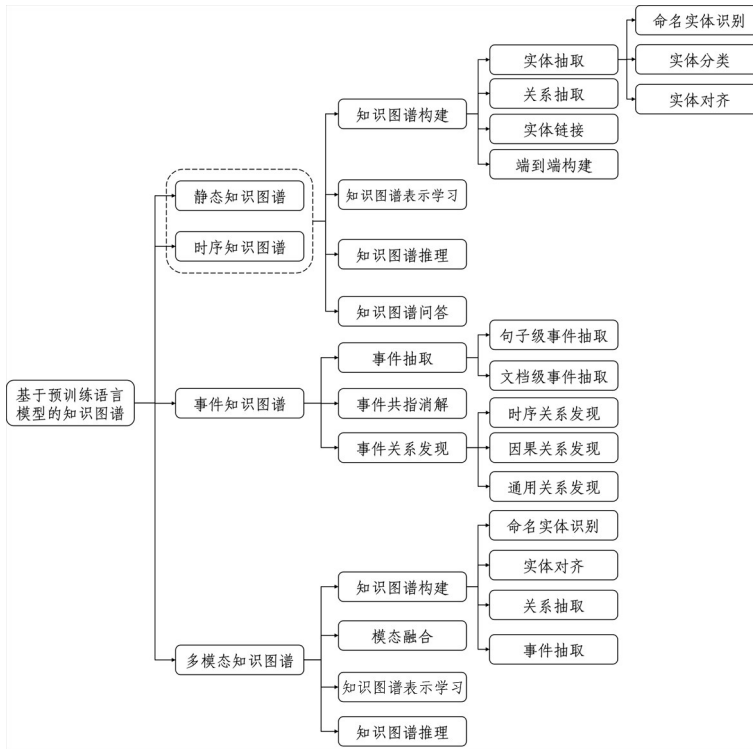 命名实体识别
实体抽取
实体分类
关系抽取
实体对齐
知识图谱构建
实体链接
端到端构建
静态知识图谱
知识图谱表示学习
时序知识图谱
知识图谱推理
知识图谱问答
句子级事件抽取
事件抽取
文档级事件抽取
基于预训练语言
模型的知识图谱
事件知识图谱
事件共指消解
时序关系发现
事件关系发现
因果关系发现
通用关系发现
命名实体识别
实体对齐
知识图谱构建
关系抽取
模态融合
事件抽取
多模态知识图谱
知识图谱表示学习
知识图谱推理